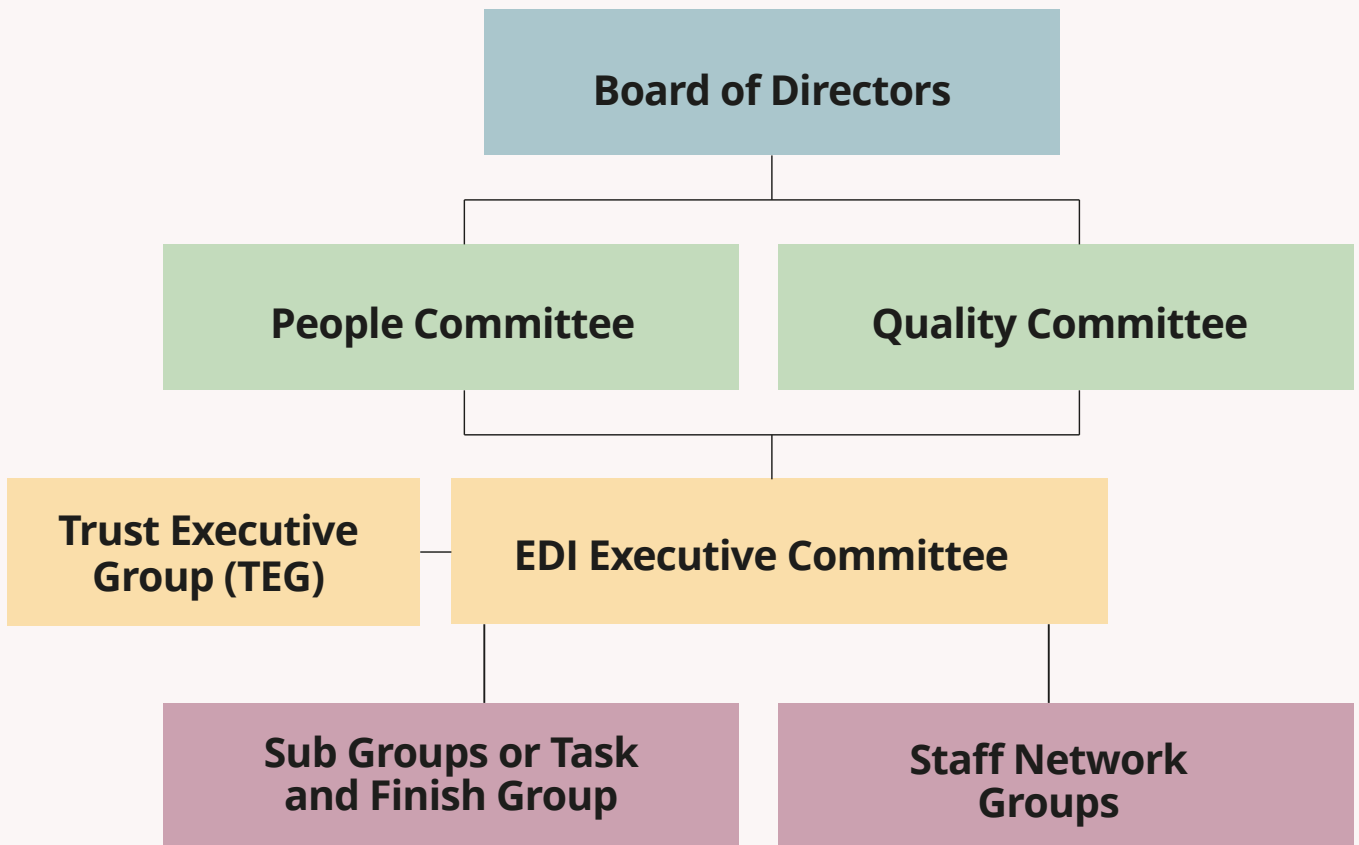 Board of Directors
People Committee
Quality Committee
Trust Executive
Group (TEG)
EDI Executive Committee
Sub Groups or Task
and Finish Group
Staff Network
Groups